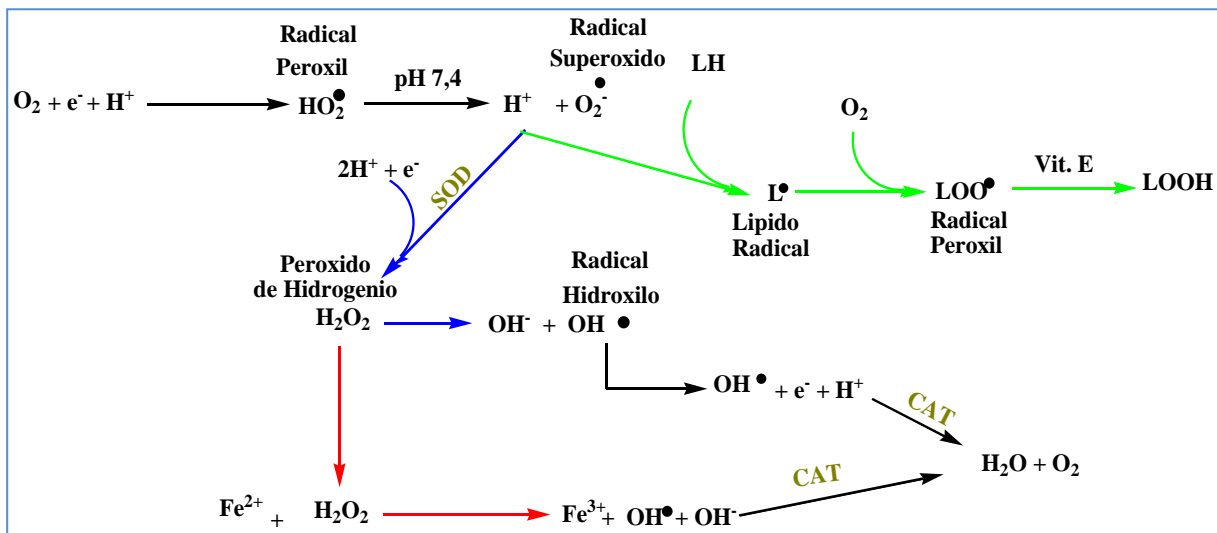 Radical
Peroxil
Radical
Superoxido
LH
O₂ + e⁻ + H⁺
HO₂•
pH 7,4
H⁺ + O₂⁻•
O₂
2H⁺ + e⁻
SOD
L•
LOO•
Vit. E
LOOH
Lipido
Radical
Radical
Peroxil
Peroxido
de Hidrogenio
H₂O₂
Radical
Hidroxilo
OH⁻ + OH •
OH • + e⁻ + H⁺
CAT
H₂O + O₂
CAT
Fe²⁺ + H₂O₂
Fe³⁺ + OH• + OH⁻